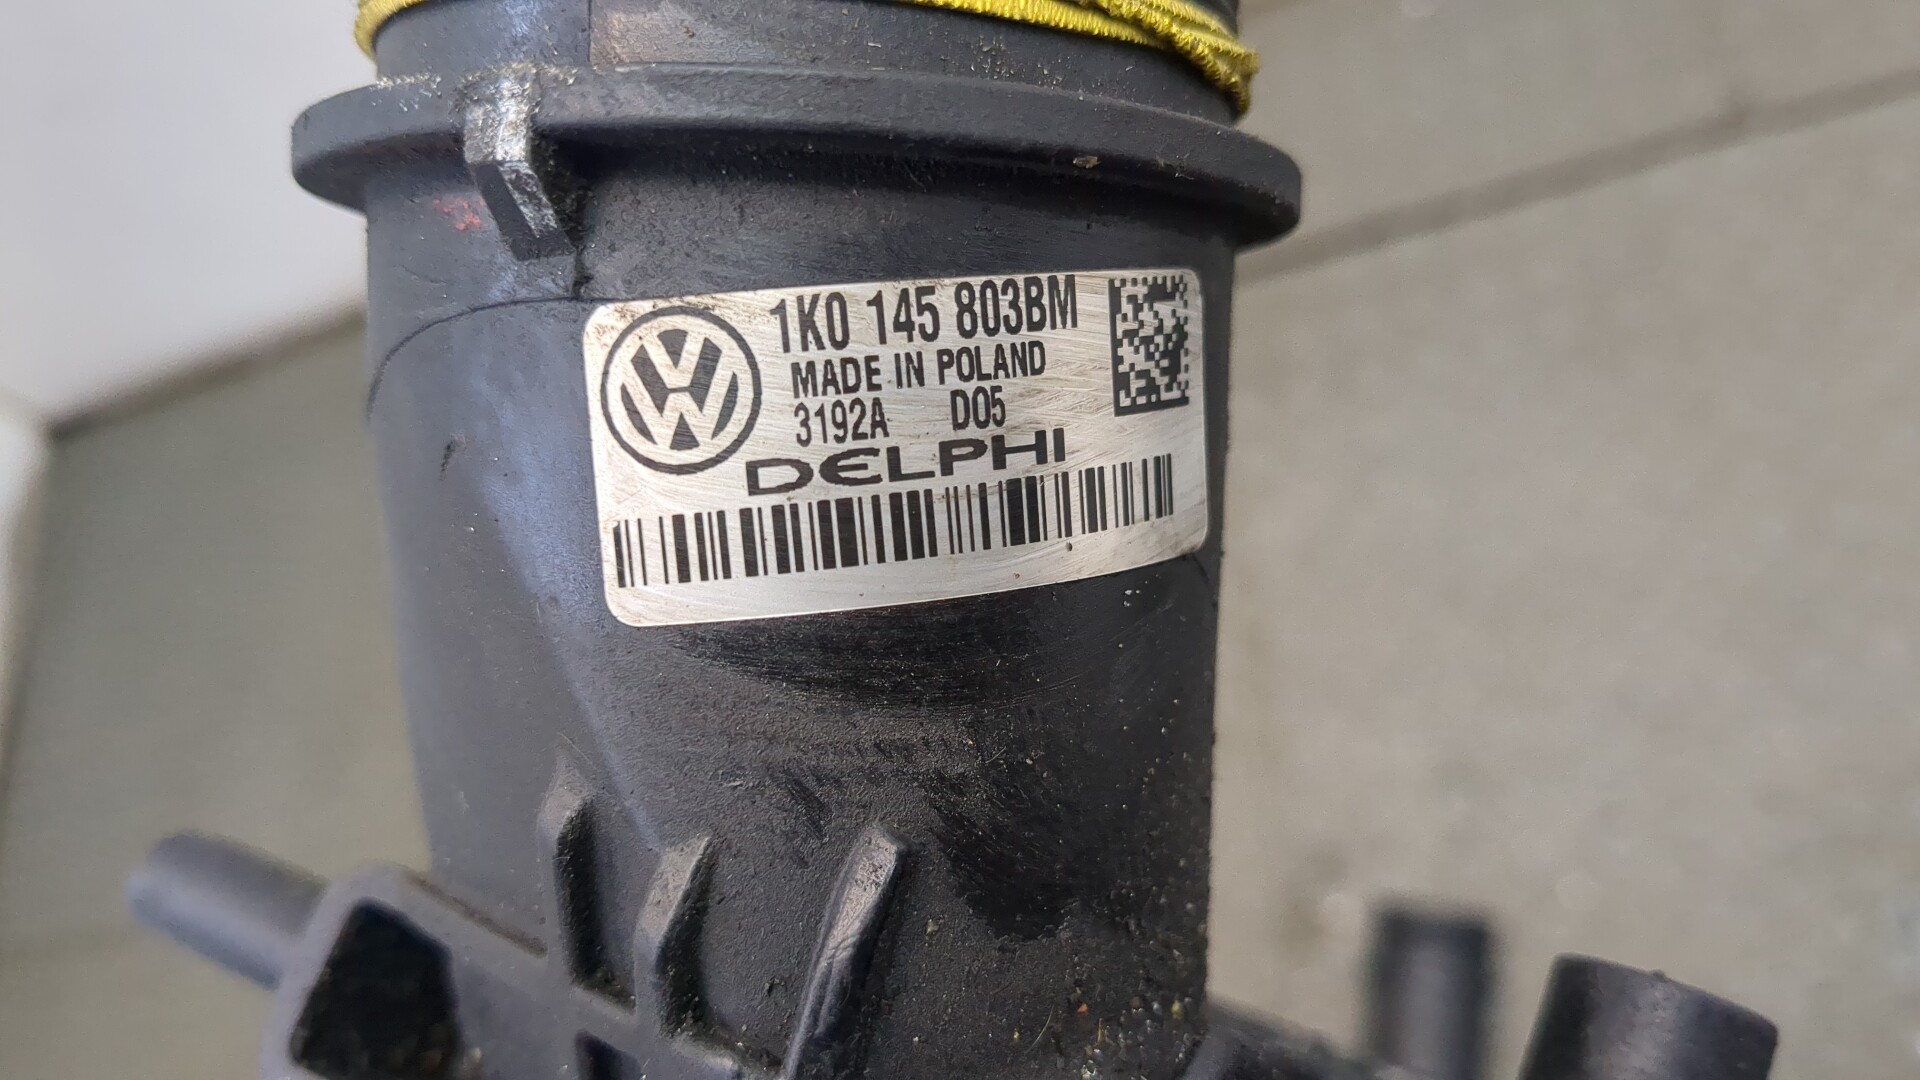 1K0 145 803BM
MADE IN POLAND
3192A D05
DELPHI